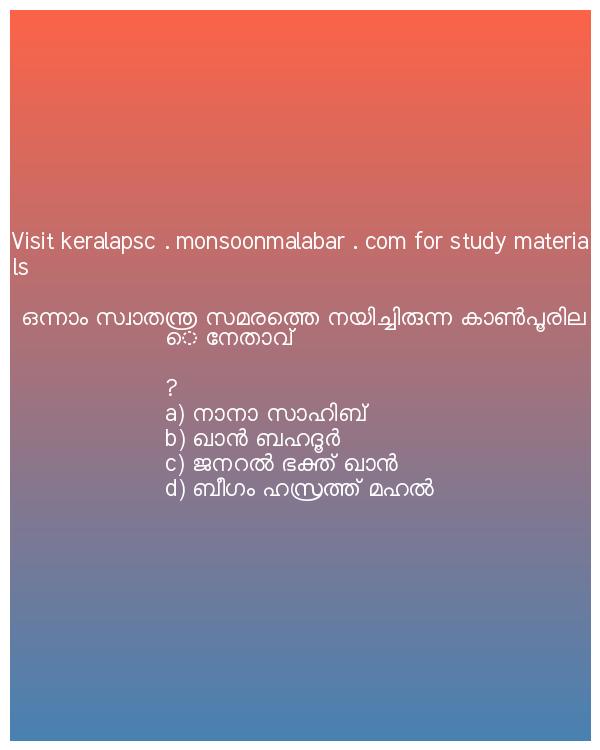 Visit keralapsc . monsoonmalabar . com for study materia
ls
ഒന്നാം സ്വാതന്ത്ര സമരത്തെ നയിച്ചിരുന്ന കാൺപൂരില
െ നേതാവ്
?
a) നാനാ സാഹിബ്
b) ഖാൻ ബഹദൂർ
c) ജനറൽ ഭക്ത് ഖാൻ
d) ബീഗം ഹസ്രത്ത് മഹൽ